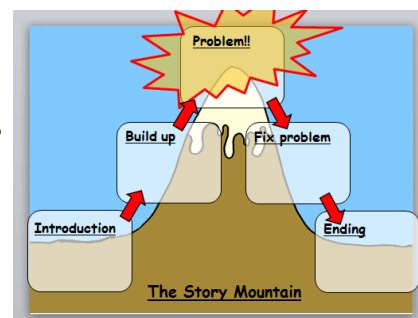 Problem!!
Build up
Fix problem
Introduction
Ending
The Story Mountain